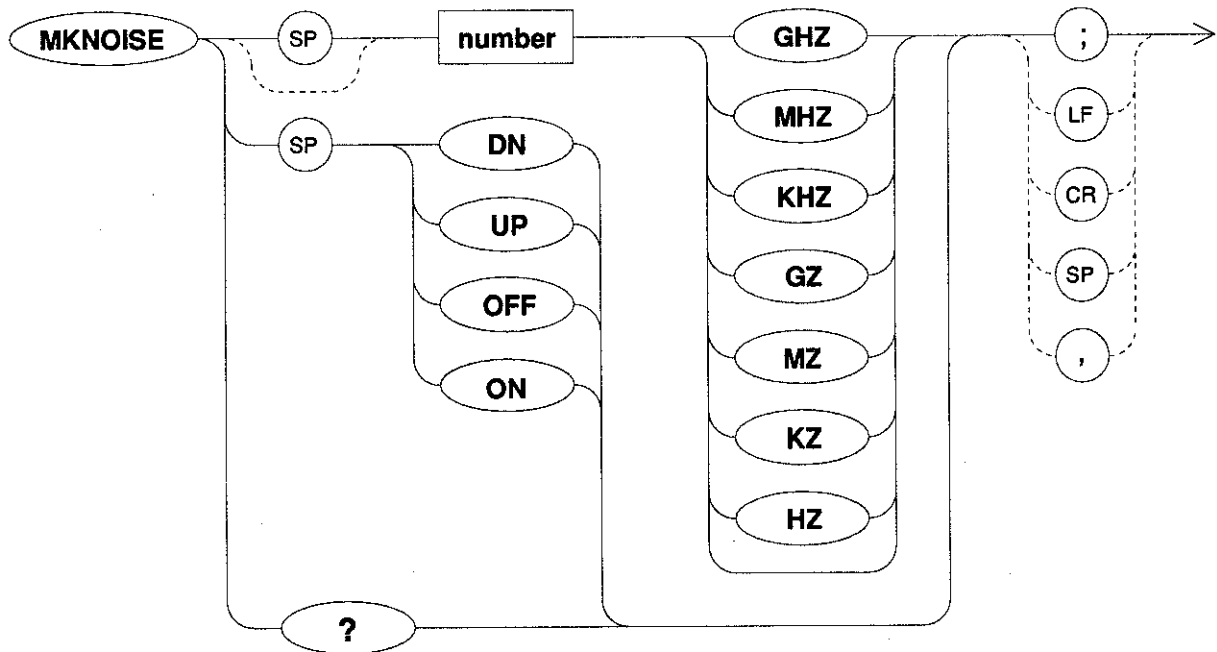 MKNOISE SP number GHZ ;
MHZ LF
SP DN
UP KHZ CR
OFF GZ SP
ON MZ ,
KZ
HZ
?